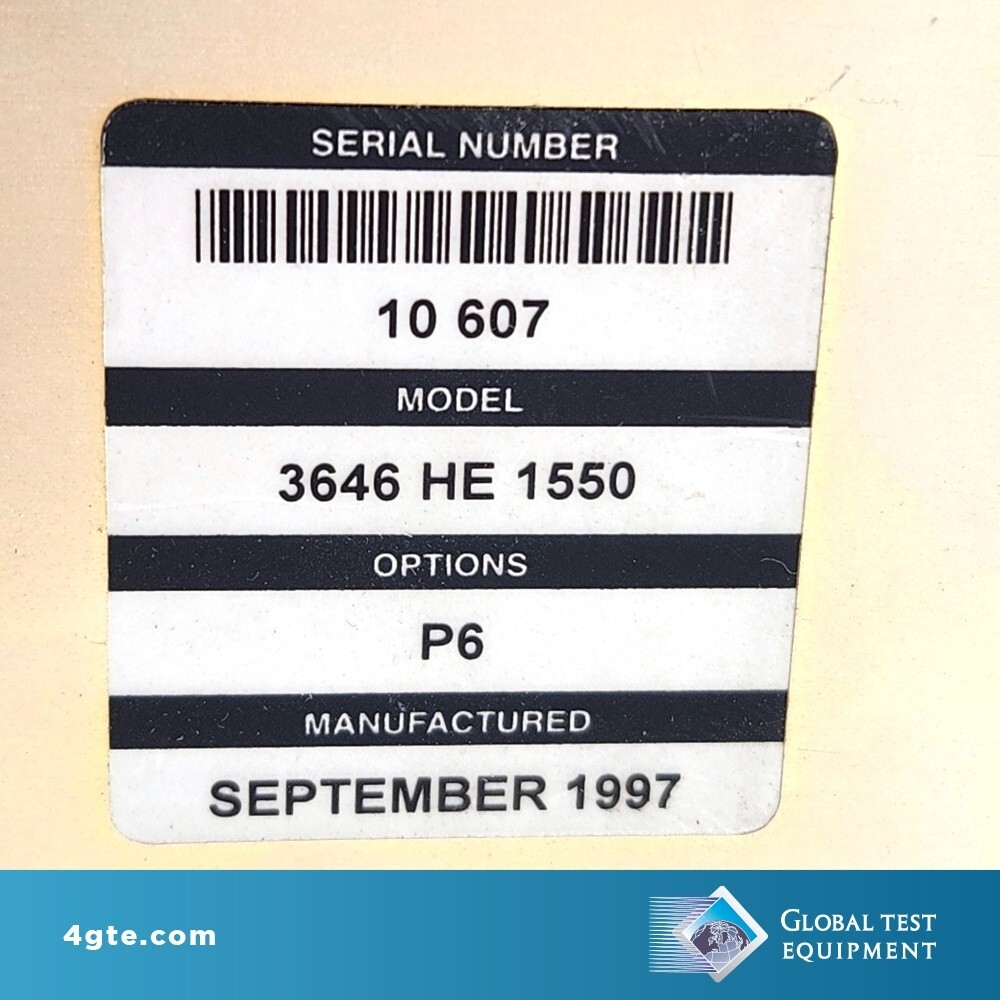 SERIAL NUMBER
10 607
MODEL
3646 HE 1550
OPTIONS
P6
MANUFACTURED
SEPTEMBER 1997
4gte.com
GLOBAL TEST
EQUIPMENT